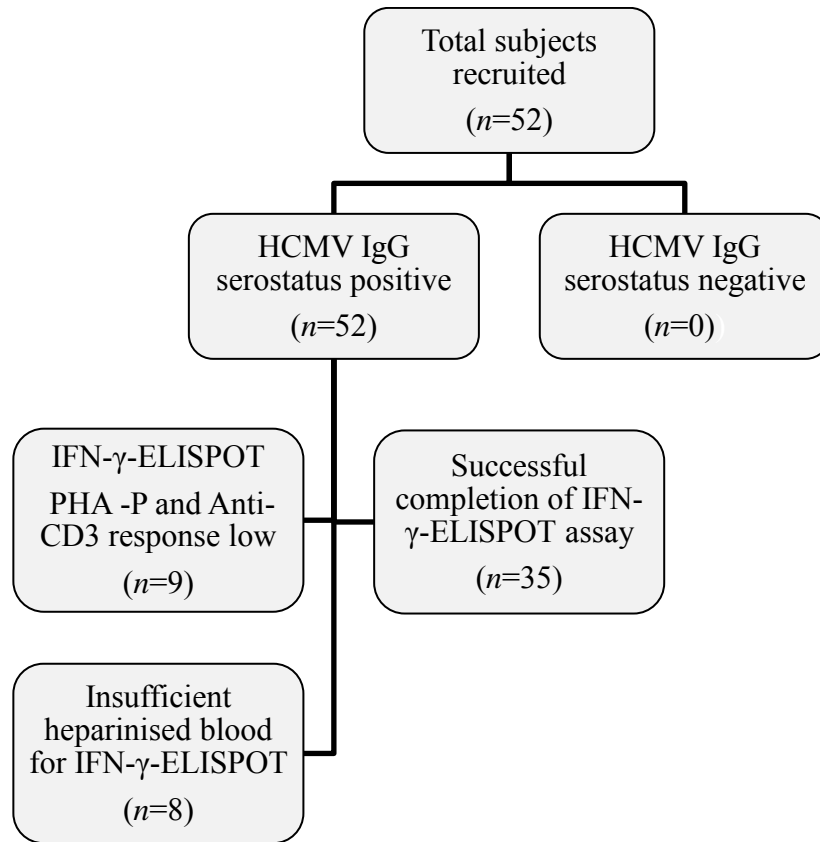 Total subjects
recruited
(n=52)
HCMV IgG
serostatus positive
(n=52)
HCMV IgG
serostatus negative
(n=0)
IFN-γ-ELISPOT
PHA -P and Anti-
CD3 response low
(n=9)
Successful
completion of IFN-
γ-ELISPOT assay
(n=35)
Insufficient
heparinised blood
for IFN-γ-ELISPOT
(n=8)